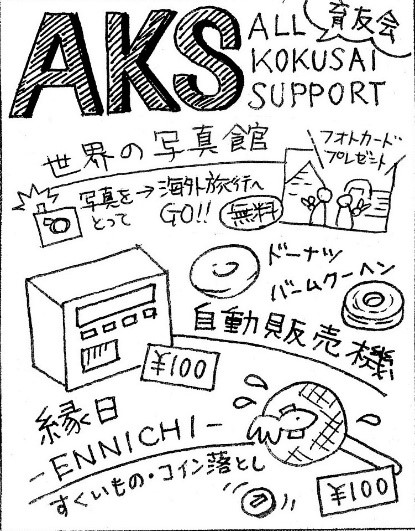 AKS
ALL
KOKUSAI
SUPPORT
育友会
世界の写真館
フォトカード
プレゼント
写真を→海外旅行へ
とって GO!! 無料
ドーナツ
バームクーヘン
自動販売機
¥100
縁日
-ENNICHI-
すくいもの・コイン落とし
¥100